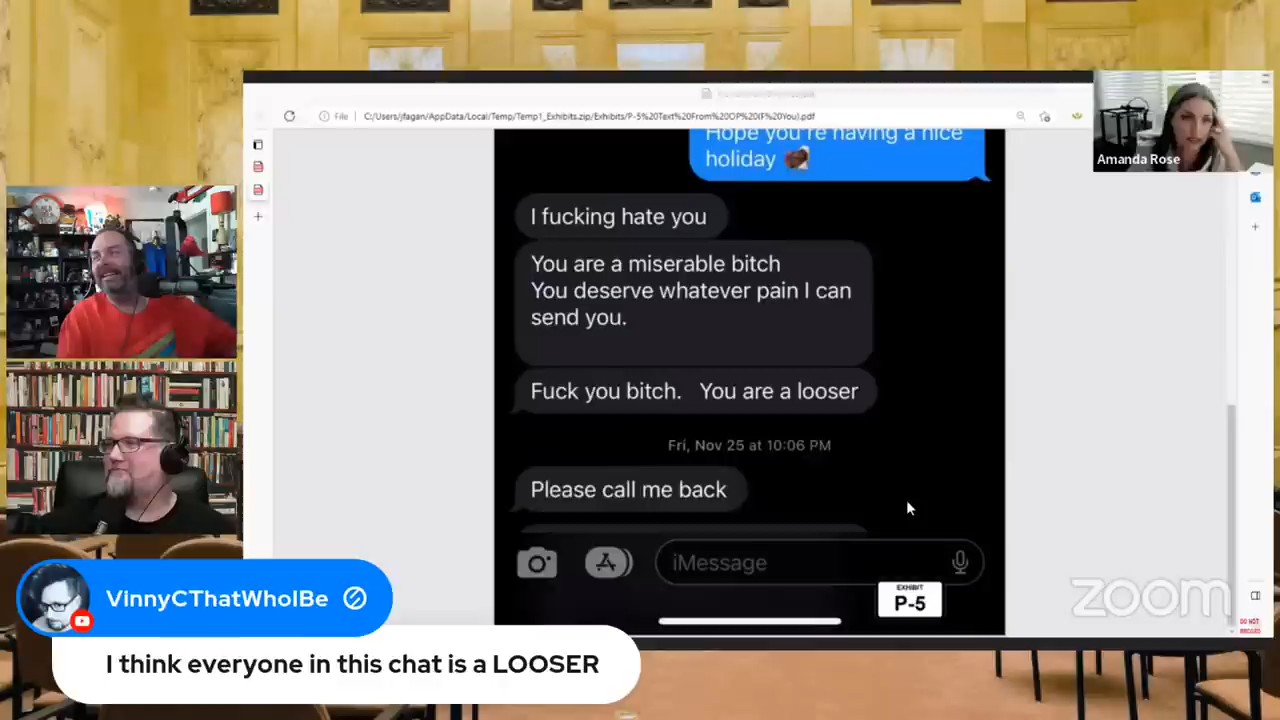 File
C:/Users/jfagan/AppData/Local/Temp/Temp1_Exhibits.zip/Exhibits/P-5%20Text%20From%20OP%20(F%20You).pdf
Amanda Rose
Hope you're having a nice
holiday
I fucking hate you
You are a miserable bitch
You deserve whatever pain I can
send you.
Fuck you bitch. You are a looser
Fri, Nov 25 at 10:06 PM
Please call me back
iMessage
EXHIBIT
P-5
zoom
DO NOT
VinnyCThatWhoIBe
I think everyone in this chat is a LOOSER